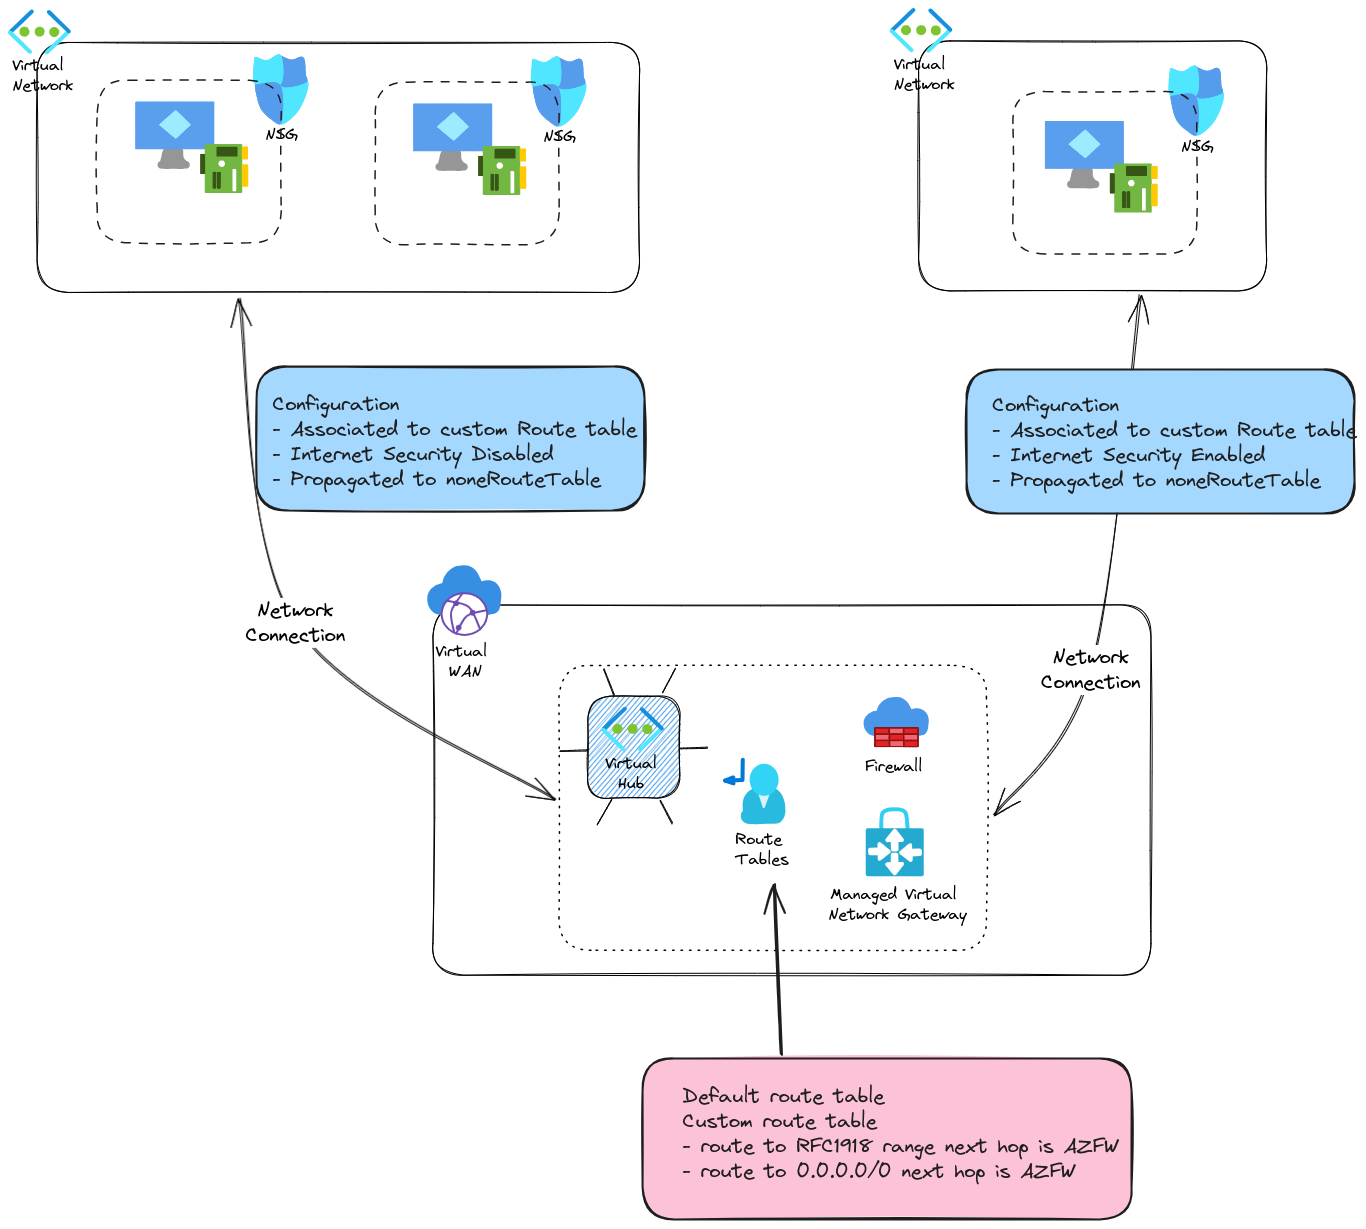 Virtual
Network
NSG
NSG
Virtual
Network
NSG
Configuration
- Associated to custom Route table
- Internet Security Disabled
- Propagated to noneRouteTable
Configuration
- Associated to custom Route table
- Internet Security Enabled
- Propagated to noneRouteTable
Network
Connection
Network
Connection
Virtual
WAN
Virtual
Hub
Route
Tables
Firewall
Managed Virtual
Network Gateway
Default route table
Custom route table
- route to RFC1918 range next hop is AZFW
- route to 0.0.0.0/0 next hop is AZFW